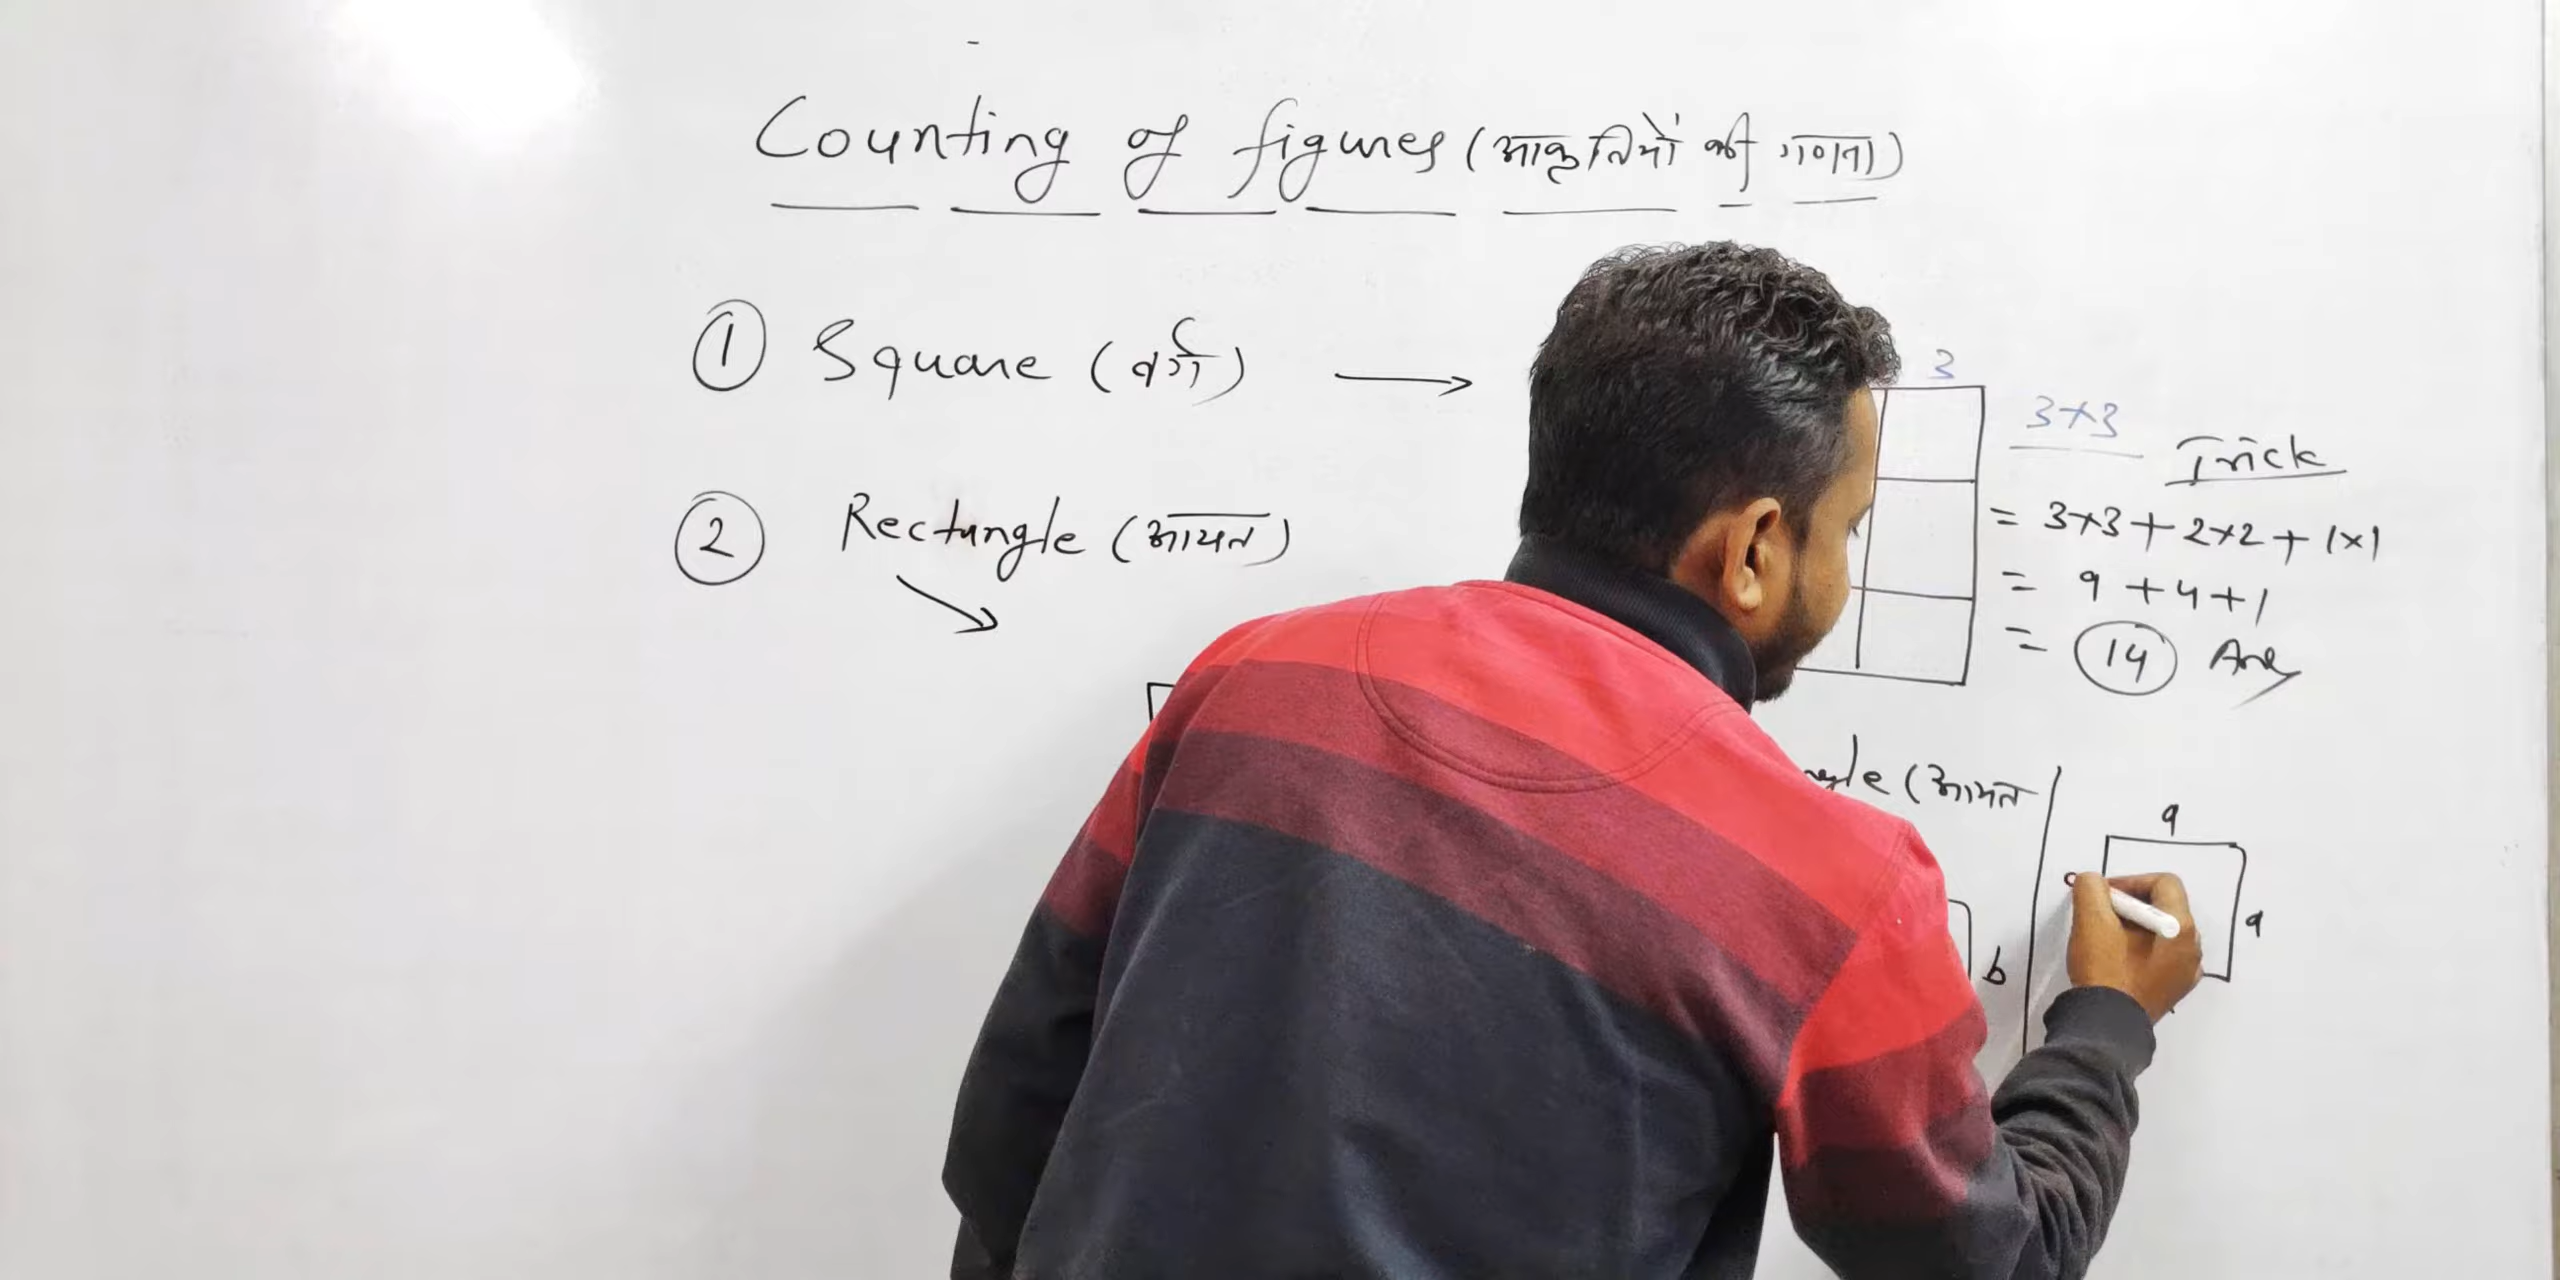 Counting of figures (आकृतियों की गणना)
① Square (वर्ग) →
3
3×3
Trick
= 3×3 + 2×2 + 1×1
= 9 + 4 + 1
= 14 Ans
② Rectangle (आयत)
ngle (आयत
a
a
b